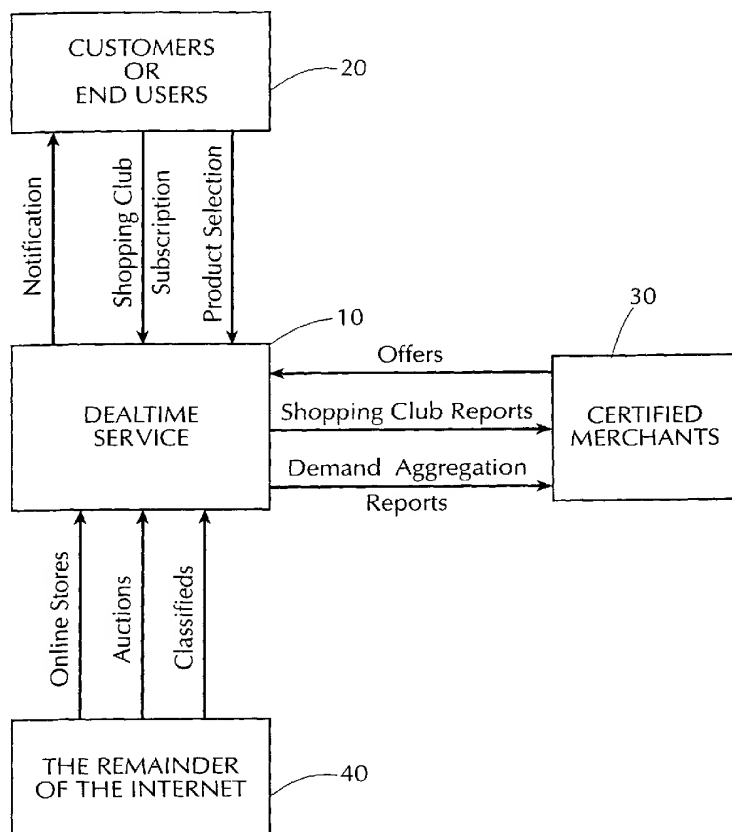 CUSTOMERS
OR
END USERS
20
Notification
Shopping Club
Subscription
Product Selection
10
30
DEALTIME
SERVICE
Offers
Shopping Club Reports
Demand Aggregation
Reports
CERTIFIED
MERCHANTS
Online Stores
Auctions
Classifieds
THE REMAINDER
OF THE INTERNET
40